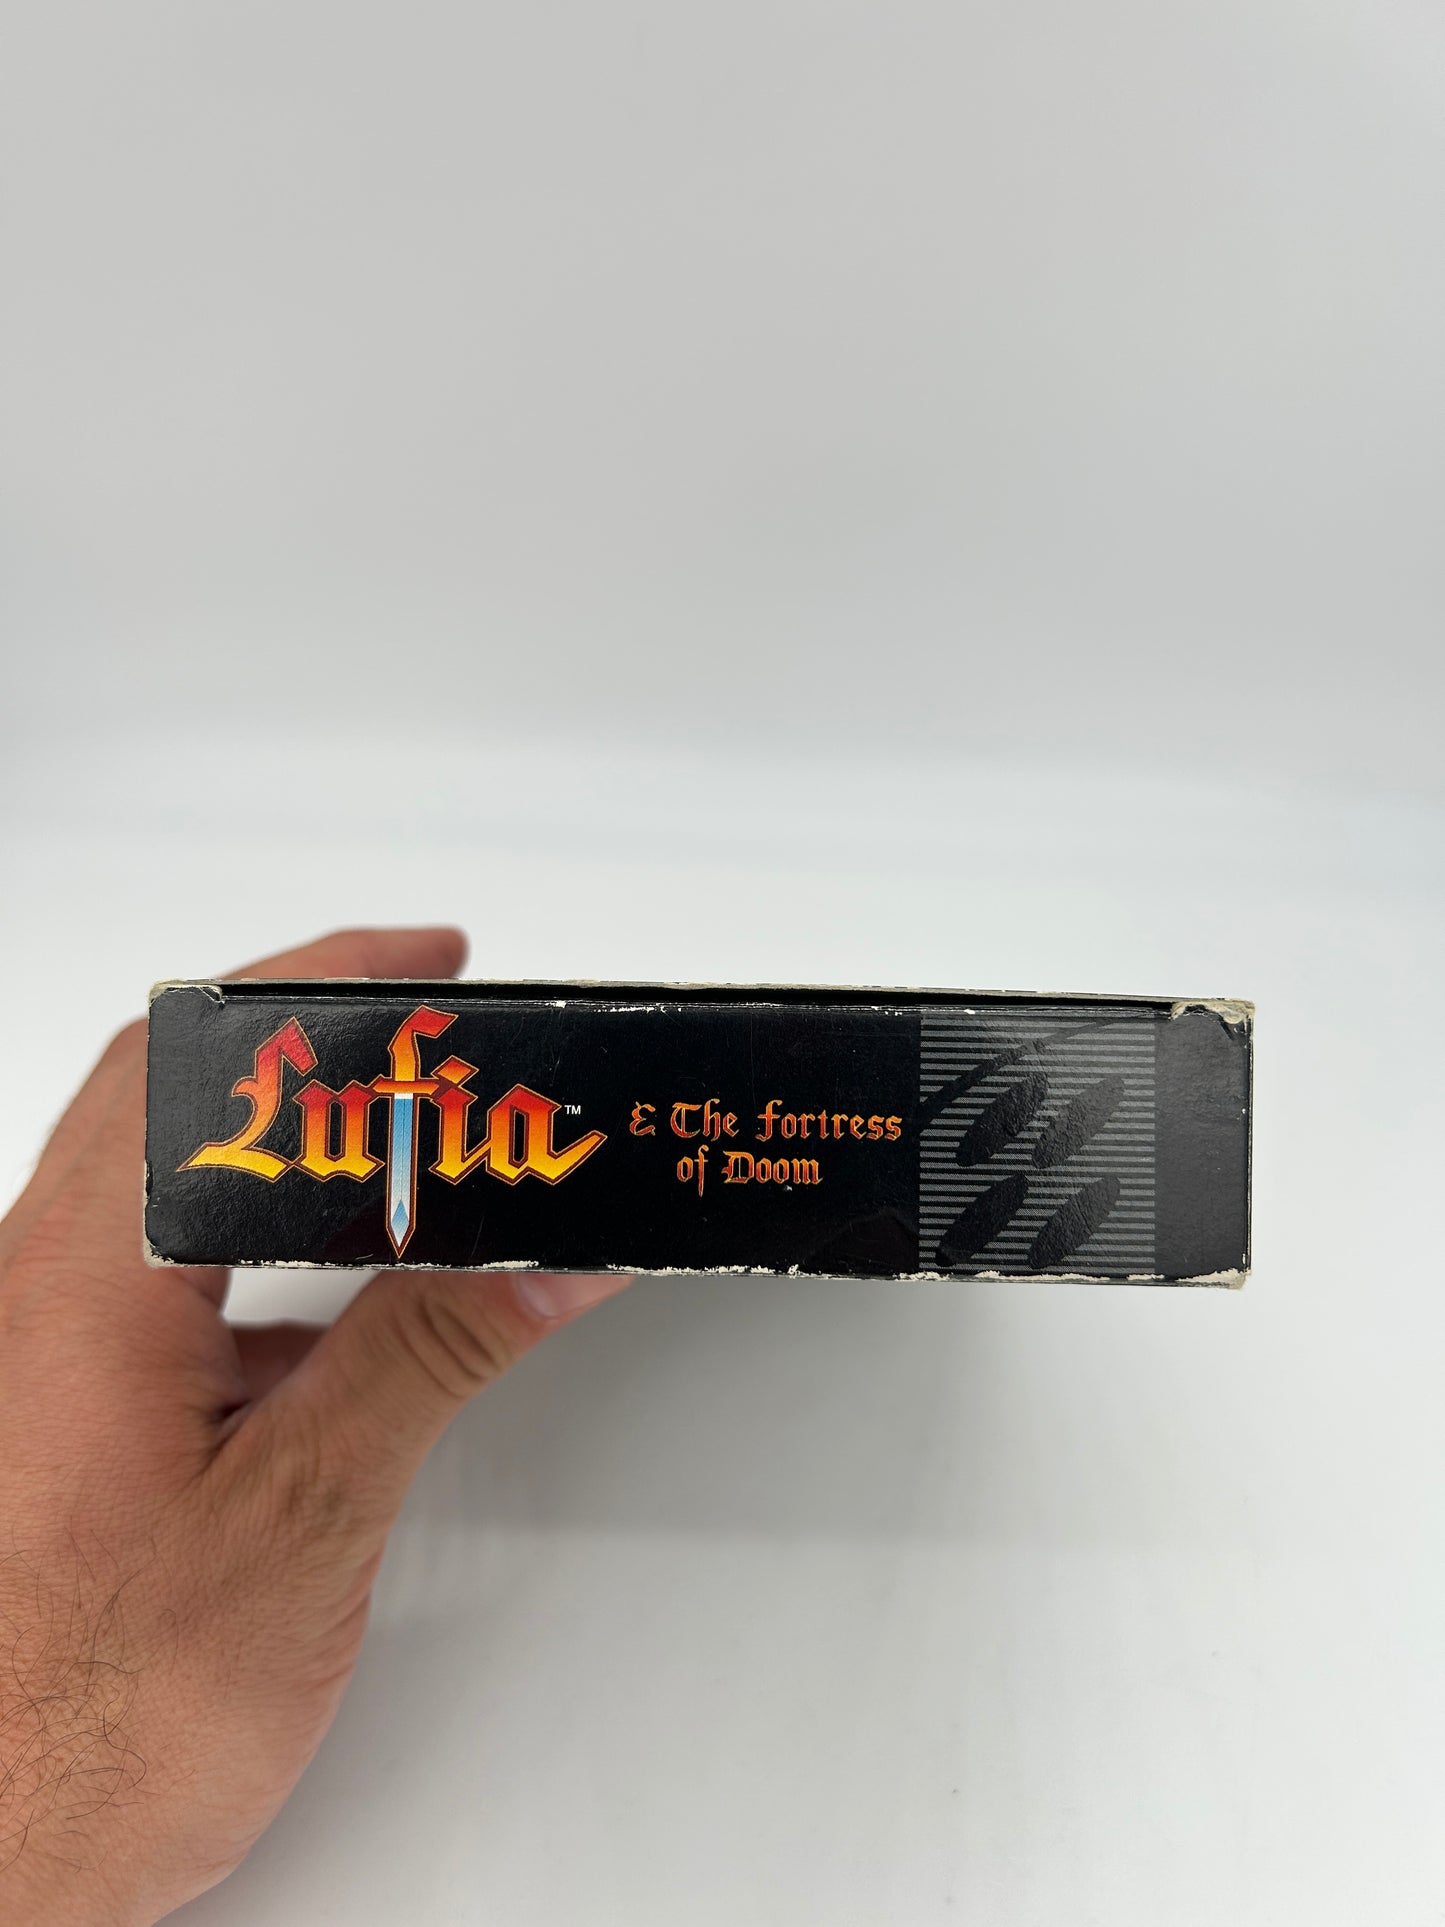 Lufia™
& The Fortress
of Doom